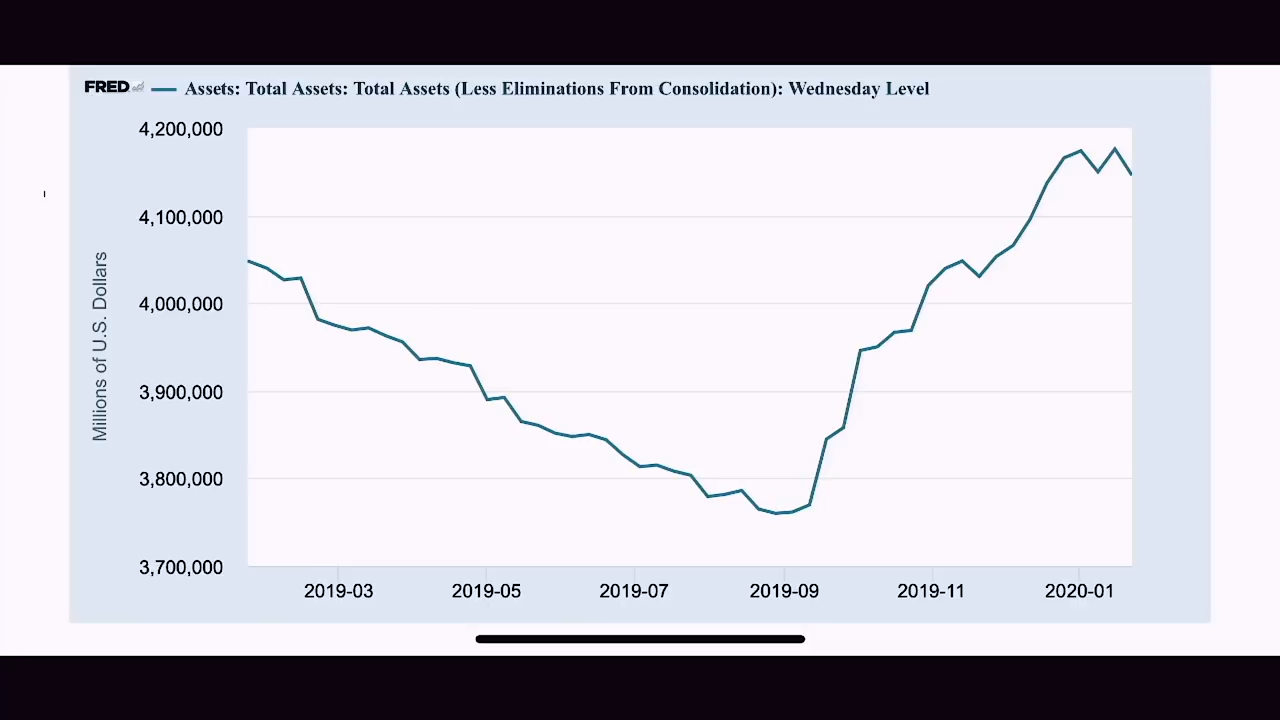 FRED — Assets: Total Assets: Total Assets (Less Eliminations From Consolidation): Wednesday Level
4,200,000
4,100,000
4,000,000
3,900,000
3,800,000
3,700,000
Millions of U.S. Dollars
2019-03 2019-05 2019-07 2019-09 2019-11 2020-01